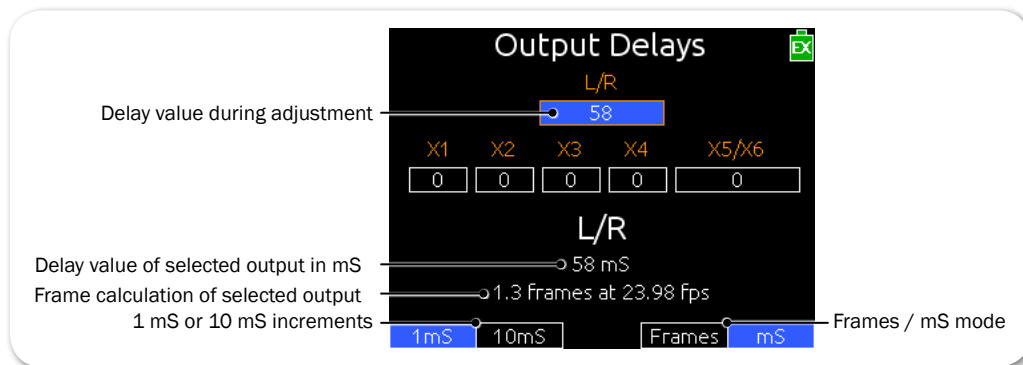 Output Delays
EX
L/R
Delay value during adjustment
58
X1 X2 X3 X4 X5/X6
0 0 0 0 0
L/R
Delay value of selected output in mS
58 mS
Frame calculation of selected output
1.3 frames at 23.98 fps
1 mS or 10 mS increments
Frames / mS mode
1mS 10mS Frames mS